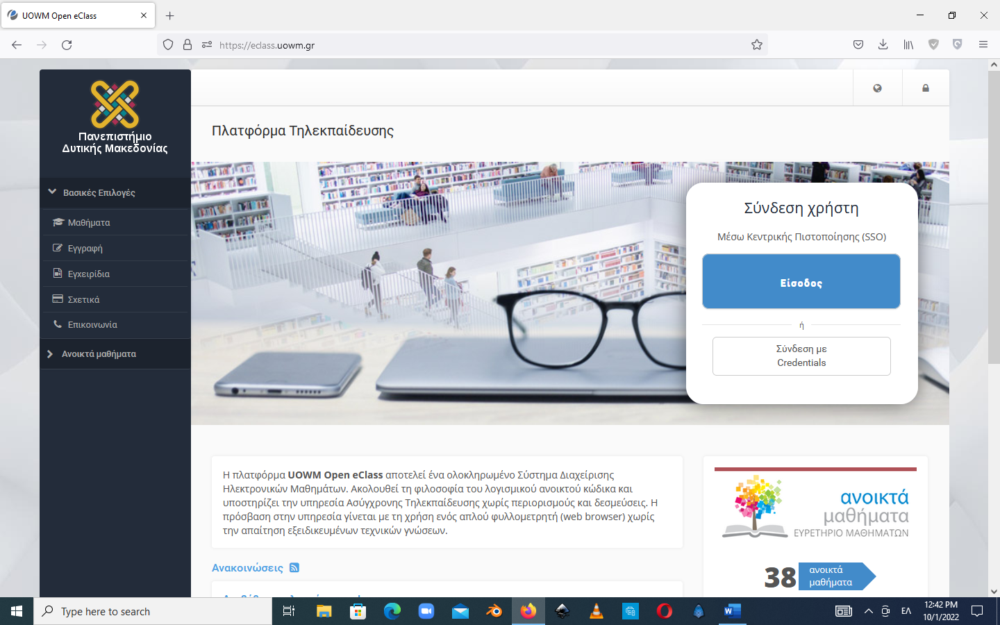 UOWM Open eClass
https://eclass.uowm.gr
Πανεπιστήμιο
Δυτικής Μακεδονίας
Βασικές Επιλογές
Μαθήματα
Εγγραφή
Εγχειρίδια
Σχετικά
Επικοινωνία
Ανοικτά μαθήματα
Πλατφόρμα Τηλεκπαίδευσης
Σύνδεση χρήστη
Μέσω Κεντρικής Πιστοποίησης (SSO)
Είσοδος
ή
Σύνδεση με
Credentials
Η πλατφόρμα UOWM Open eClass αποτελεί ένα ολοκληρωμένο Σύστημα Διαχείρισης
Ηλεκτρονικών Μαθημάτων. Ακολουθεί τη φιλοσοφία του λογισμικού ανοικτού κώδικα και
υποστηρίζει την υπηρεσία Ασύγχρονης Τηλεκπαίδευσης χωρίς περιορισμούς και δεσμεύσεις. Η
πρόσβαση στην υπηρεσία γίνεται με τη χρήση ενός απλού φυλλομετρητή (web browser) χωρίς
την απαίτηση εξειδικευμένων τεχνικών γνώσεων.
Ανακοινώσεις
ανοικτά
μαθήματα
ΕΥΡΕΤΗΡΙΟ ΜΑΘΗΜΑΤΩΝ
38 ανοικτά
μαθήματα
Type here to search
ΕΛ
12:42 PM
10/1/2022